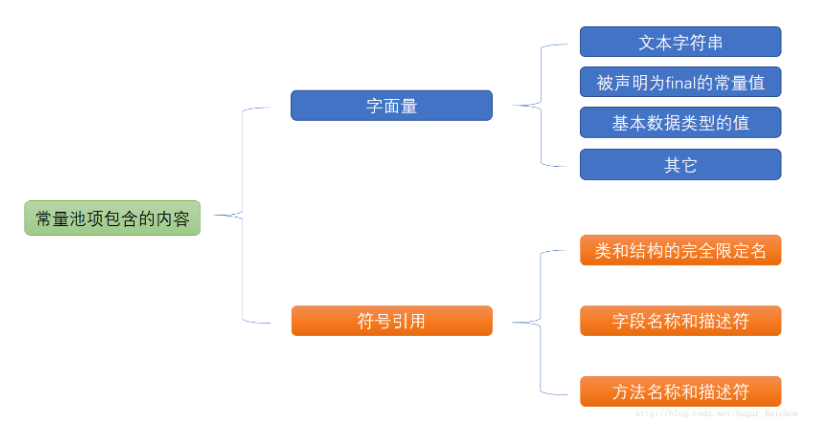 常量池项包含的内容
字面量
文本字符串
被声明为final的常量值
基本数据类型的值
其它
符号引用
类和结构的完全限定名
字段名称和描述符
方法名称和描述符
http://blog.csdn.net/Sugar_Rainbow